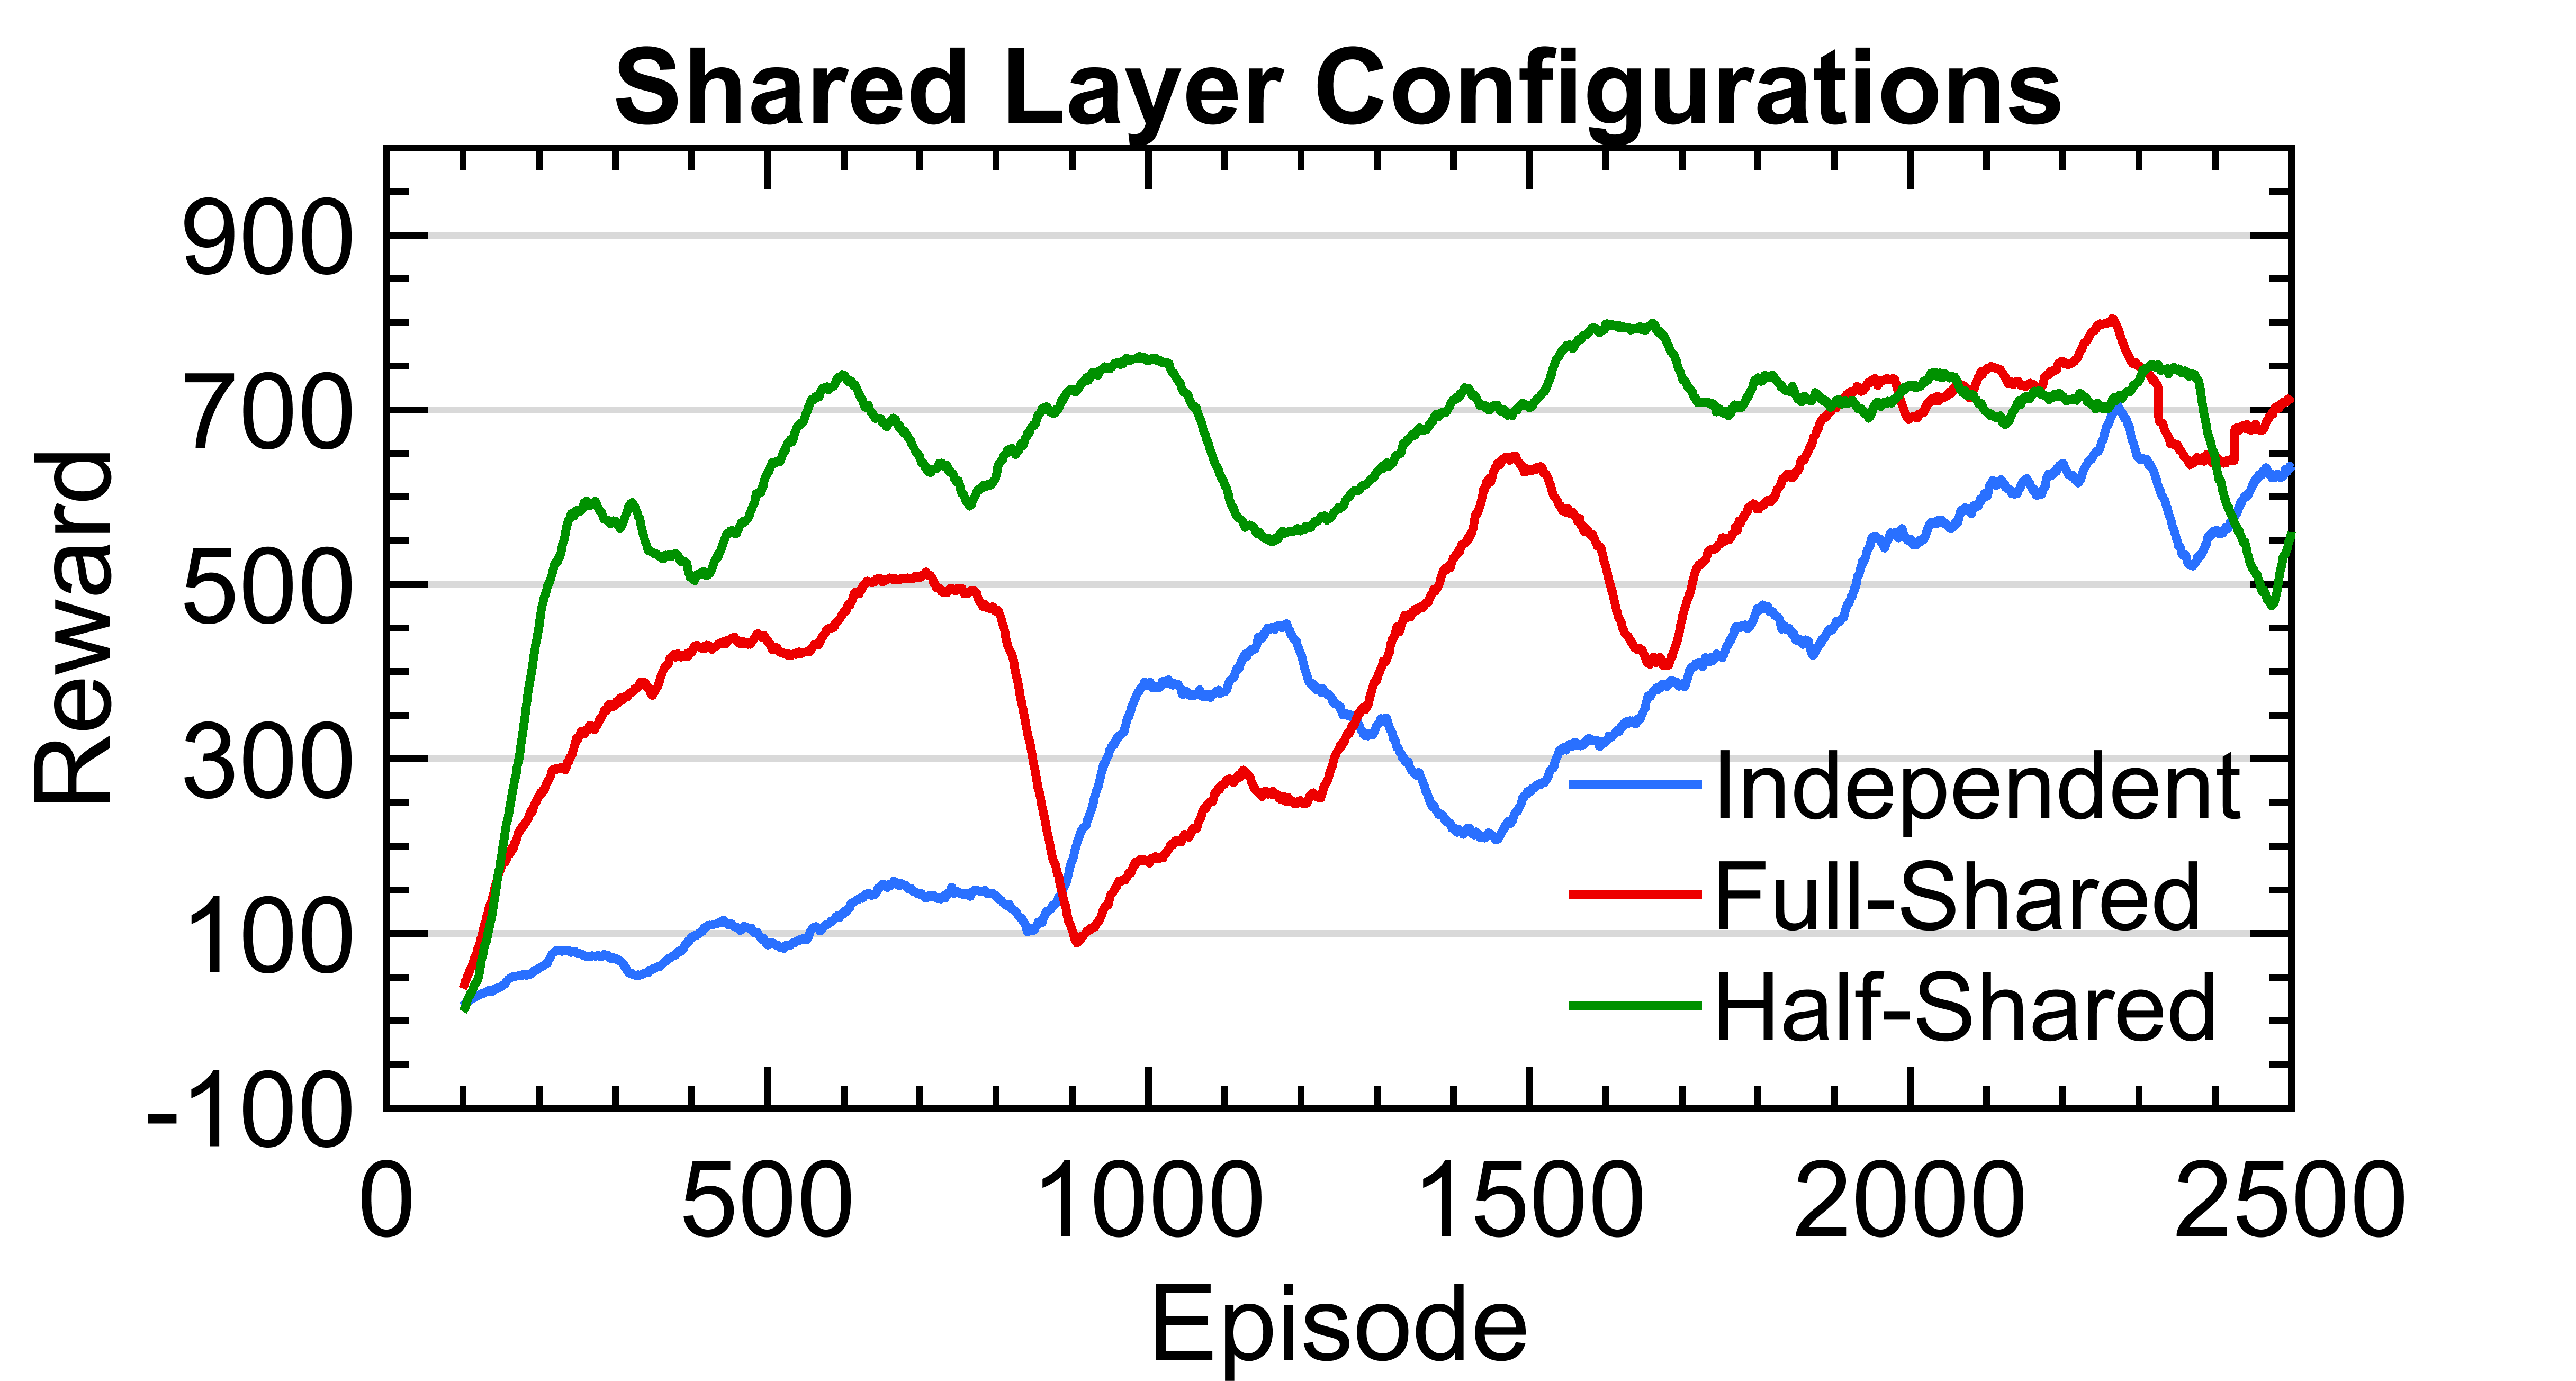 Shared Layer Configurations
900
700
500
300
100
-100
Reward
Independent
Full-Shared
Half-Shared
0 500 1000 1500 2000 2500
Episode